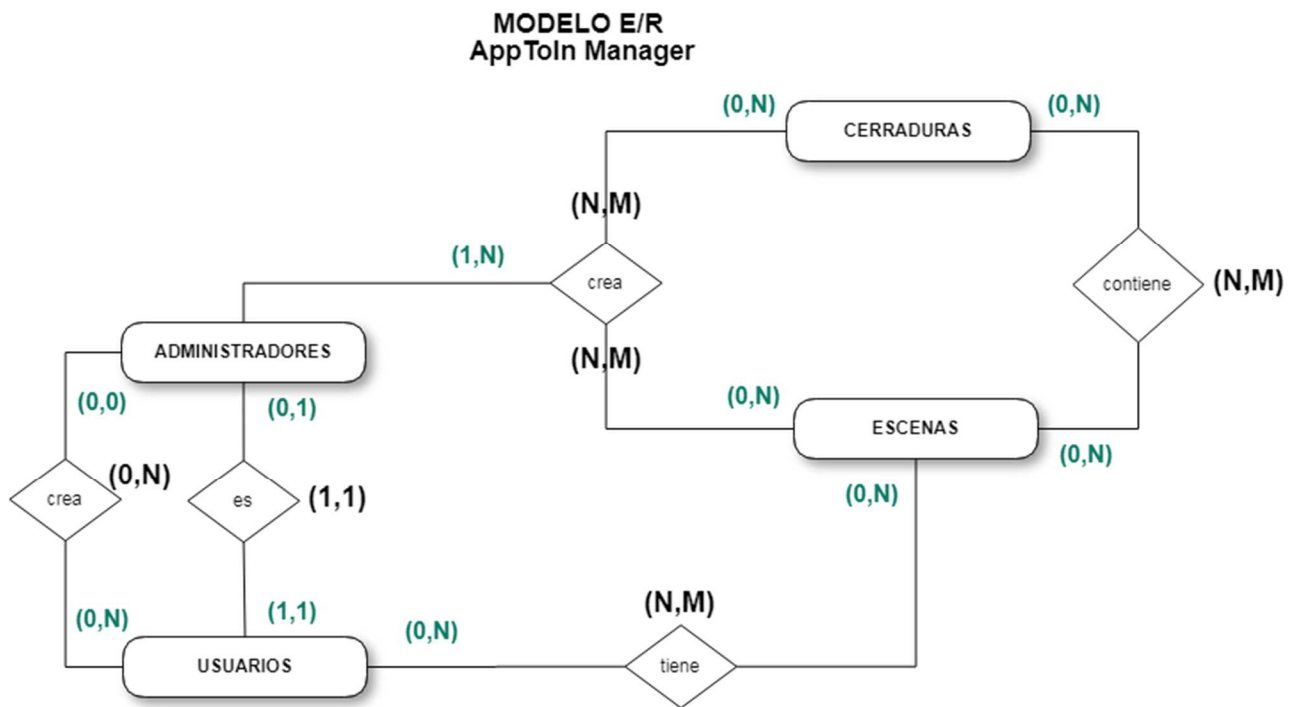 MODELO E/R
AppToIn Manager
(0,N)
CERRADURAS
(0,N)
(N,M)
(1,N)
crea
contiene
(N,M)
ADMINISTRADORES
(N,M)
(0,0)
(0,1)
(0,N)
ESCENAS
(0,N)
(0,N)
crea
es
(1,1)
(0,N)
(0,N)
(1,1)
(0,N)
(N,M)
USUARIOS
tiene